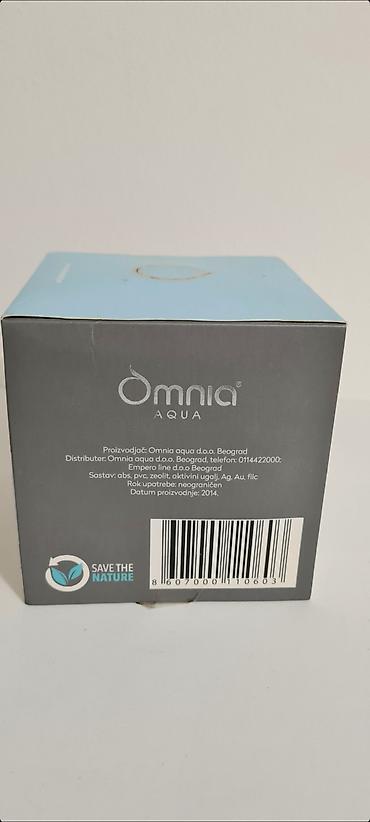 Omnia®
AQUA
Proizvodjač: Omnia aqua d.o.o. Beograd
Distributer: Omnia aqua d.o.o. Beograd, telefon: 0114422000;
Empero line d.o.o Beograd
Sastav: abs, pvc, zeolit, aktivini ugalj, Ag, Au, filc
Rok upotrebe: neograničen
Datum proizvodnje: 2014.
SAVE THE
NATURE
8 607000 110603